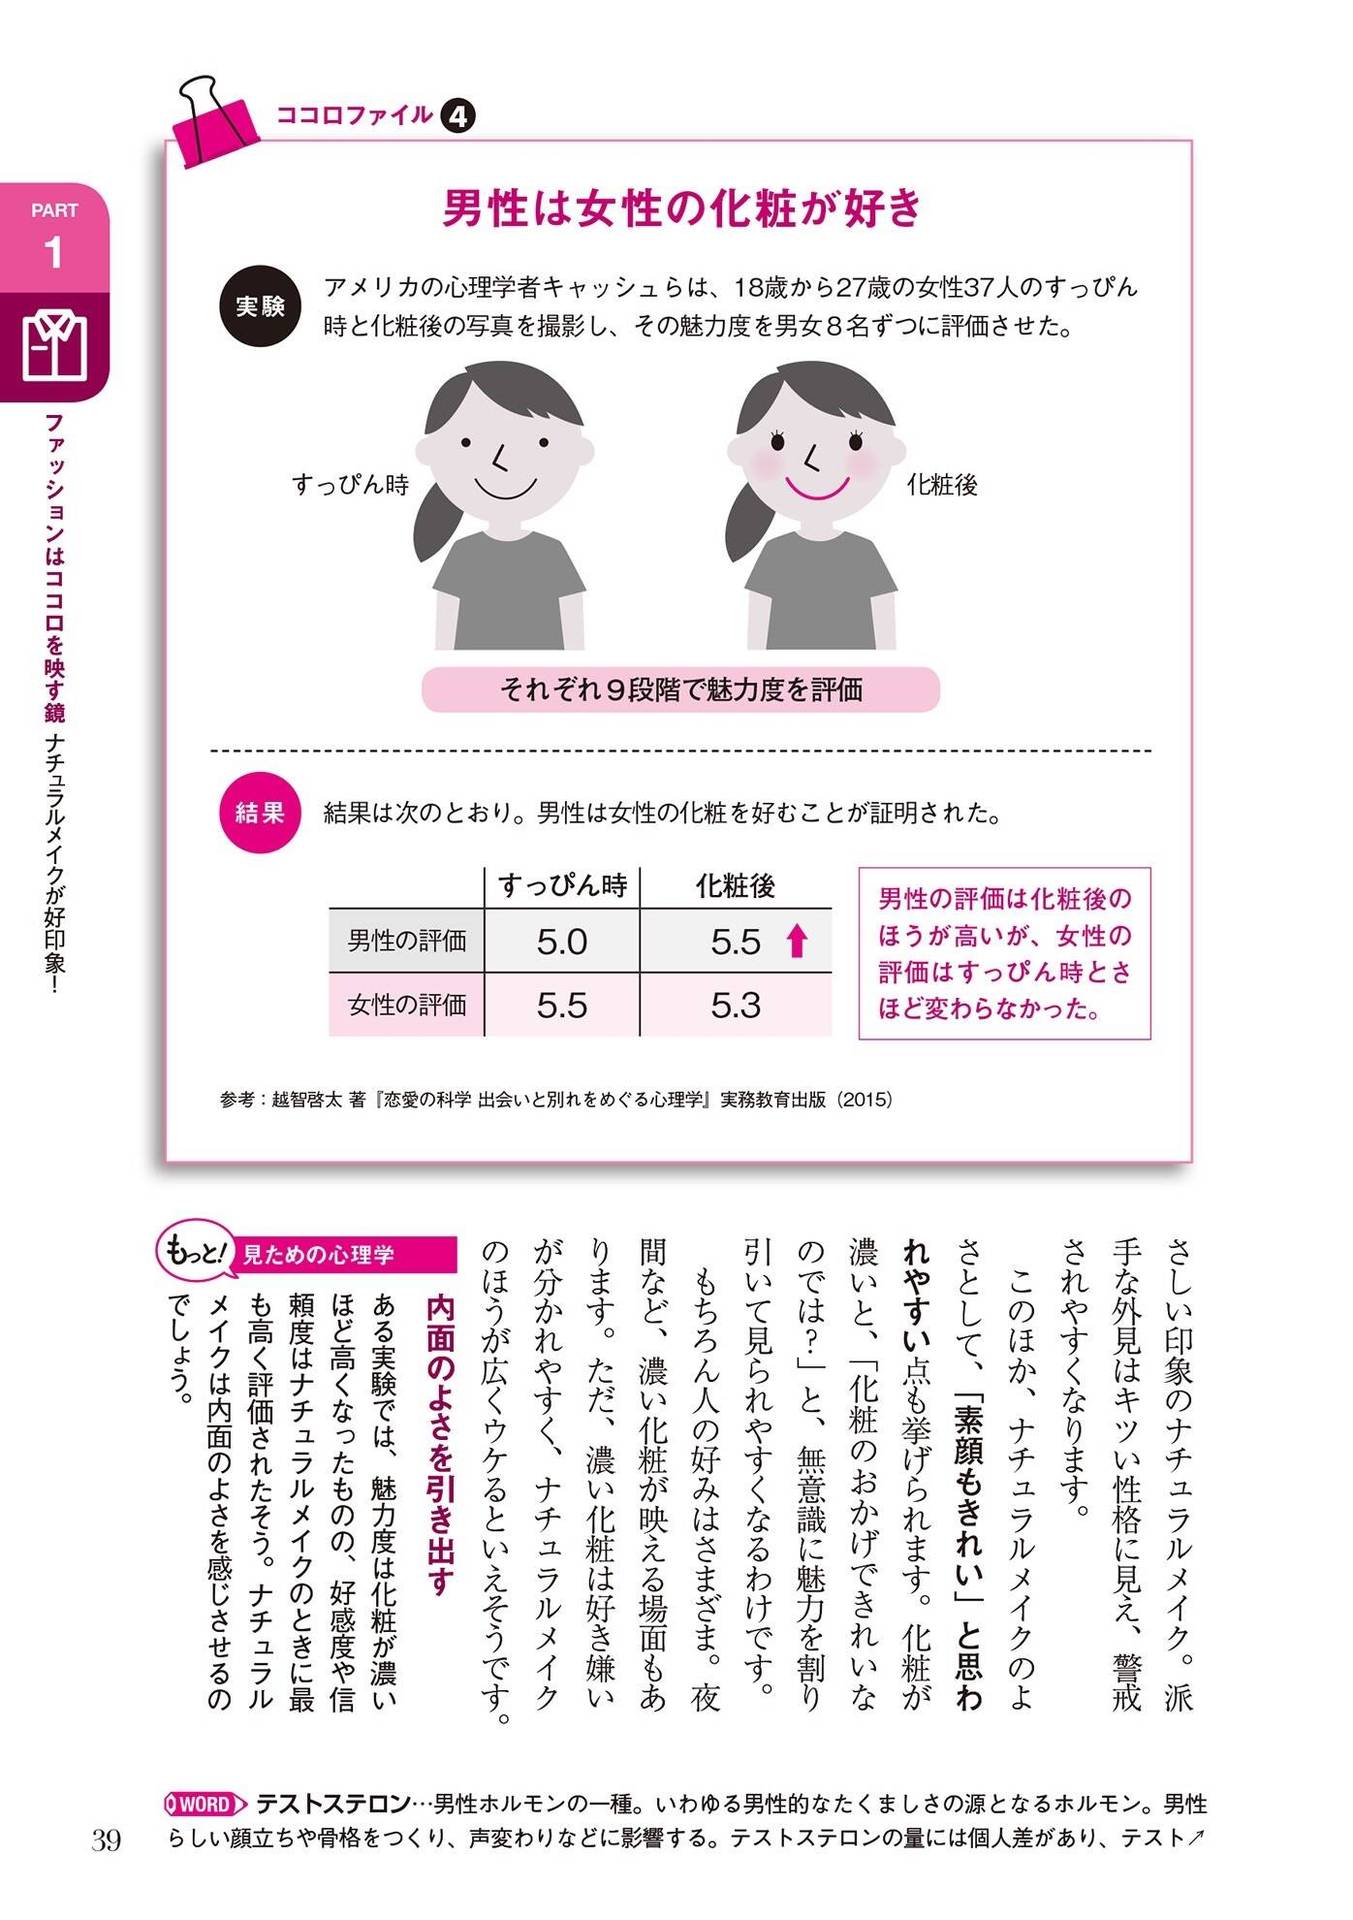 ココロファイル4
男性は女性の化粧が好き
実験
アメリカの心理学者キャッシュらは、18歳から27歳の女性37人のすっぴん
時と化粧後の写真を撮影し、その魅力度を男女8名ずつに評価させた。
すっぴん時
化粧後
それぞれ9段階で魅力度を評価
結果
結果は次のとおり。男性は女性の化粧を好むことが証明された。
すっぴん時 化粧後
男性の評価 5.0 5.5
女性の評価 5.5 5.3
男性の評価は化粧後の
ほうが高いが、女性の
評価はすっぴん時とさ
ほど変わらなかった。
参考：越智啓太 著『恋愛の科学 出会いと別れをめぐる心理学』実務教育出版（2015）
PART
1
ファッションはココロを映す鏡 ナチュラルメイクが好印象！
さしい印象のナチュラルメイク。派
手な外見はキツい性格に見え、警戒
されやすくなります。
このほか、ナチュラルメイクのよ
さとして、「素顔もきれい」と思わ
れやすい点も挙げられます。化粧が
濃いと、「化粧のおかげできれいな
のでは？」と、無意識に魅力を割り
引いて見られやすくなるわけです。
もちろん人の好みはさまざま。夜
間など、濃い化粧が映える場面もあ
ります。ただ、濃い化粧は好き嫌い
が分かれやすく、ナチュラルメイク
のほうが広くウケるといえそうです。
もっと！ 見ための心理学
内面のよさを引き出す
ある実験では、魅力度は化粧が濃い
ほど高くなったものの、好感度や信
頼度はナチュラルメイクのときに最
も高く評価されたそう。ナチュラル
メイクは内面のよさを感じさせるの
でしょう。
WORD テストステロン…男性ホルモンの一種。いわゆる男性的なたくましさの源となるホルモン。男性
らしい顔立ちや骨格をつくり、声変わりなどに影響する。テストステロンの量には個人差があり、テスト↗
39